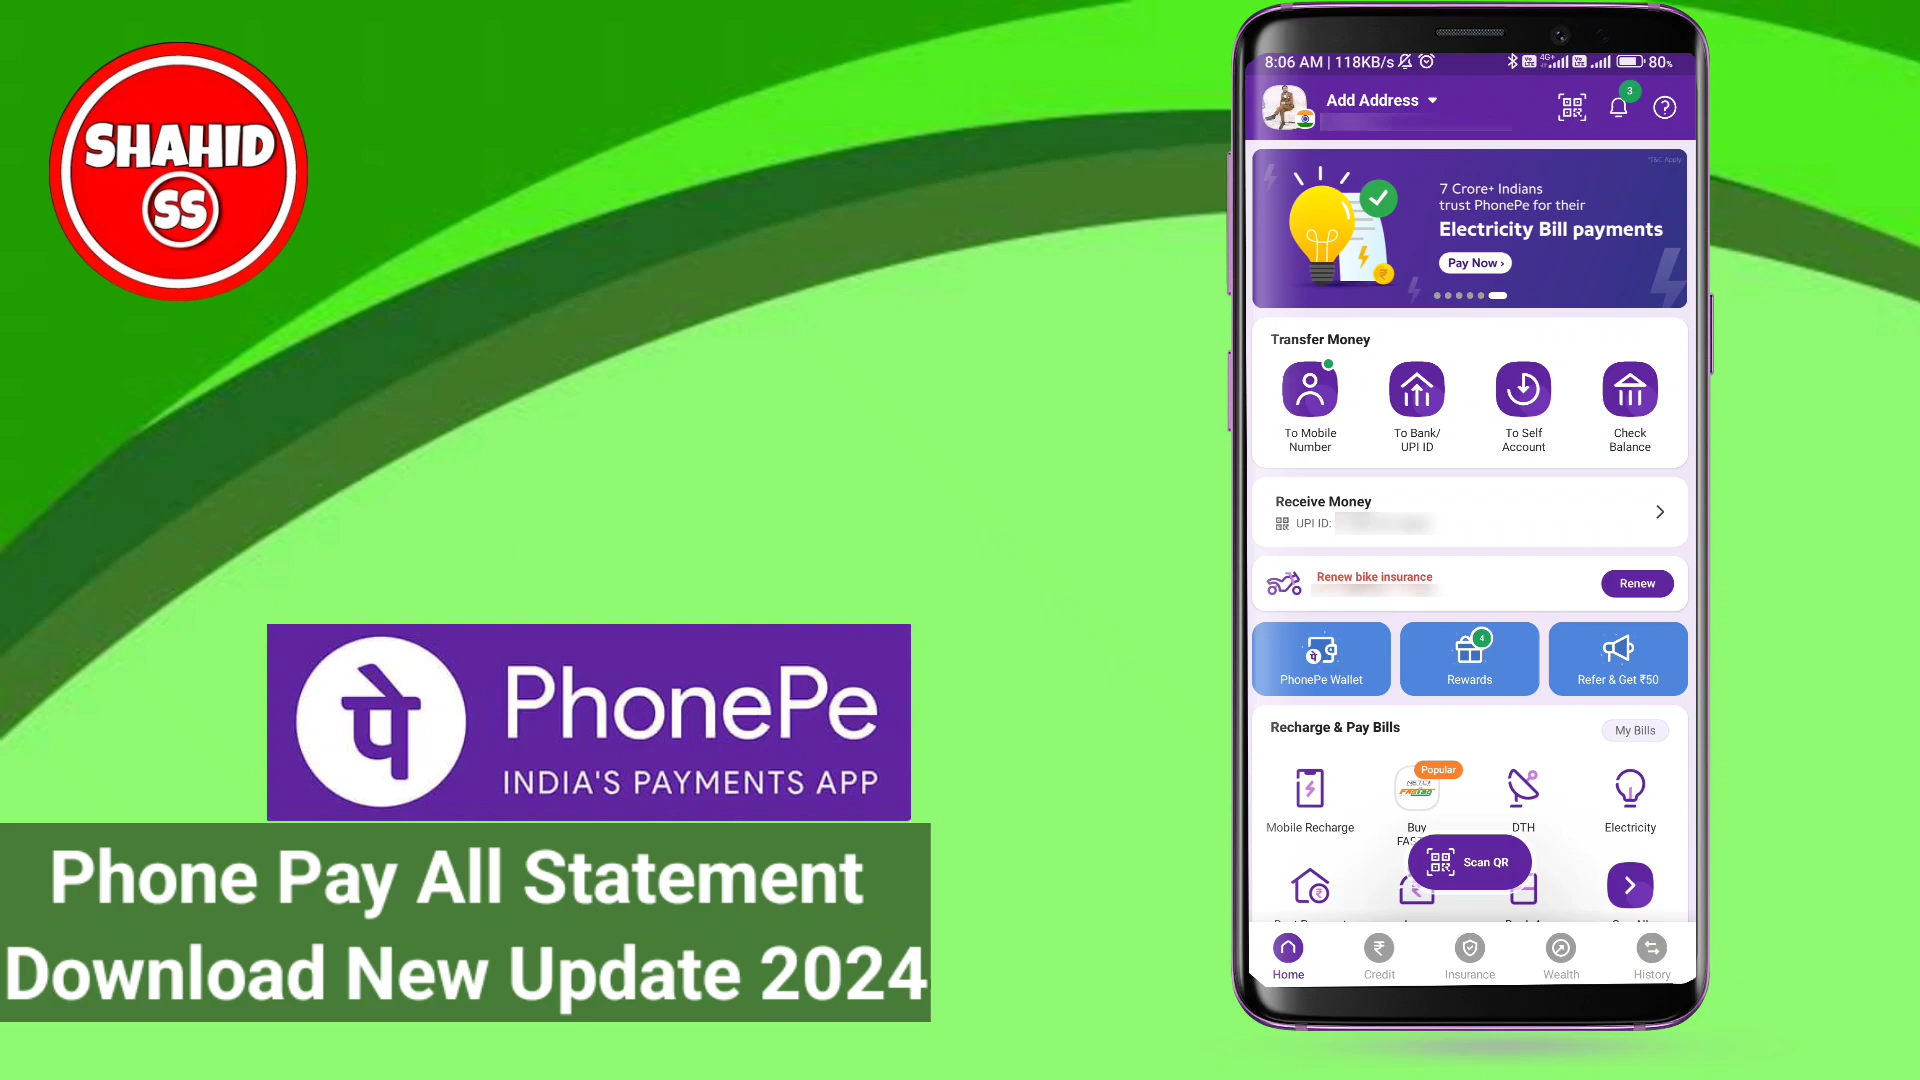 SHAHID
SS
पे
PhonePe
INDIA'S PAYMENTS APP
Phone Pay All Statement
Download New Update 2024
8:06 AM | 118KB/s
4G+
80%
Add Address
3
*T&C Apply
7 Crore+ Indians
trust PhonePe for their
Electricity Bill payments
Pay Now ›
Transfer Money
To Mobile
Number
To Bank/
UPI ID
To Self
Account
Check
Balance
Receive Money
UPI ID:
Renew bike insurance
Renew
पे
PhonePe Wallet
4
Rewards
Refer & Get ₹50
Recharge & Pay Bills
My Bills
Popular
FASTag
Mobile Recharge
Buy
DTH
Electricity
Scan QR
Home
Credit
Insurance
Wealth
History